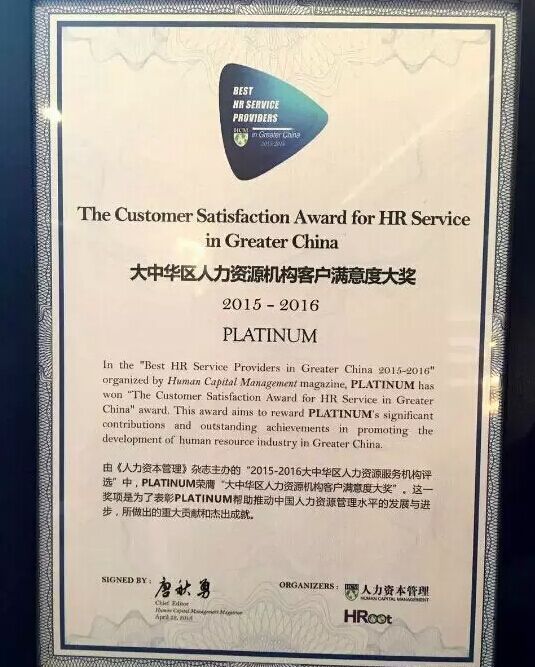 BEST
HR SERVICE
PROVIDERS
HCM in Greater China
2015-2016
The Customer Satisfaction Award for HR Service
in Greater China
大中华区人力资源机构客户满意度大奖
2015 - 2016
PLATINUM
In the "Best HR Service Providers in Greater China 2015-2016"
organized by Human Capital Management magazine, PLATINUM has
won "The Customer Satisfaction Award for HR Service in Greater
China" award. This award aims to reward PLATINUM's significant
contributions and outstanding achievements in promoting the
development of human resource industry in Greater China.
由《人力资本管理》杂志主办的“2015-2016大中华区人力资源服务机构评
选”中，PLATINUM荣膺“大中华区人力资源机构客户满意度大奖”。这一
奖项是为了表彰PLATINUM帮助推动中国人力资源管理水平的发展与进
步，所做出的重大贡献和杰出成就。
SIGNED BY : 唐秋勇
Chief Editor
Human Capital Management Magazine
ORGANIZERS : HCM 人力资本管理
HUMAN CAPITAL MANAGEMENT
HRoot